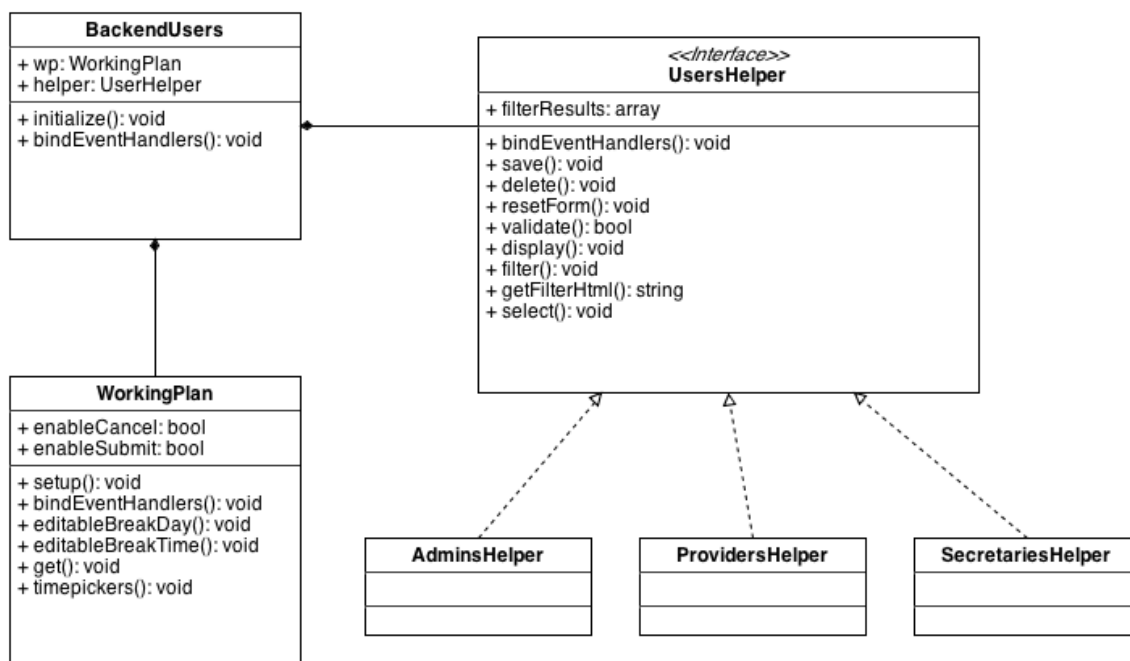 BackendUsers
+ wp: WorkingPlan
+ helper: UserHelper
+ initialize(): void
+ bindEventHandlers(): void
<<Interface>>
UsersHelper
+ filterResults: array
+ bindEventHandlers(): void
+ save(): void
+ delete(): void
+ resetForm(): void
+ validate(): bool
+ display(): void
+ filter(): void
+ getFilterHtml(): string
+ select(): void
WorkingPlan
+ enableCancel: bool
+ enableSubmit: bool
+ setup(): void
+ bindEventHandlers(): void
+ editableBreakDay(): void
+ editableBreakTime(): void
+ get(): void
+ timepickers(): void
AdminsHelper
ProvidersHelper
SecretariesHelper